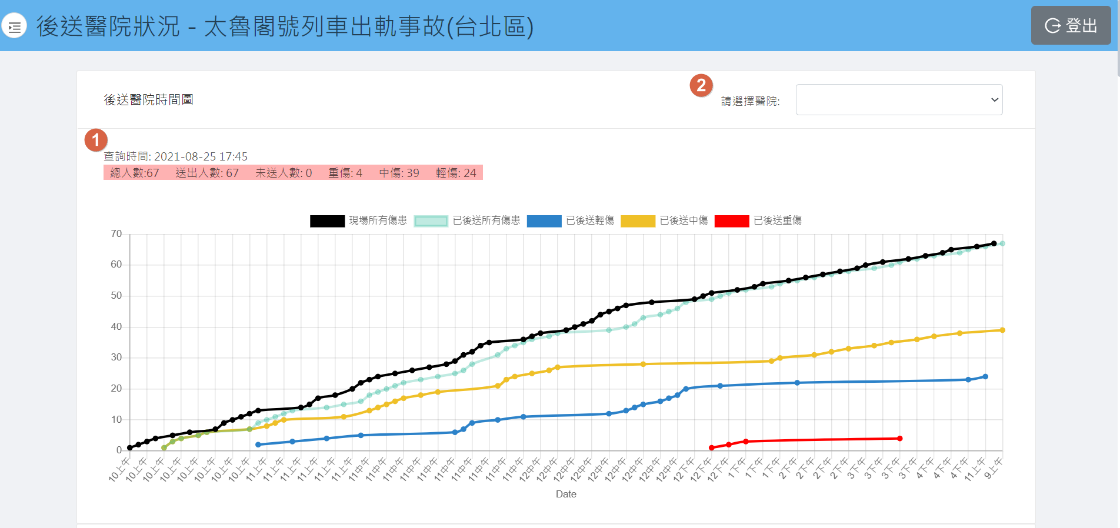 後送醫院狀況 - 太魯閣號列車出軌事故(台北區)
登出
後送醫院時間圖
2
請選擇醫院:
1
查詢時間: 2021-08-25 17:45
總人數:67 送出人數: 67 未送人數: 0 重傷: 4 中傷: 39 輕傷: 24
現場所有傷患 已後送所有傷患 已後送輕傷 已後送中傷 已後送重傷
70
60
50
40
30
20
10
0
Date